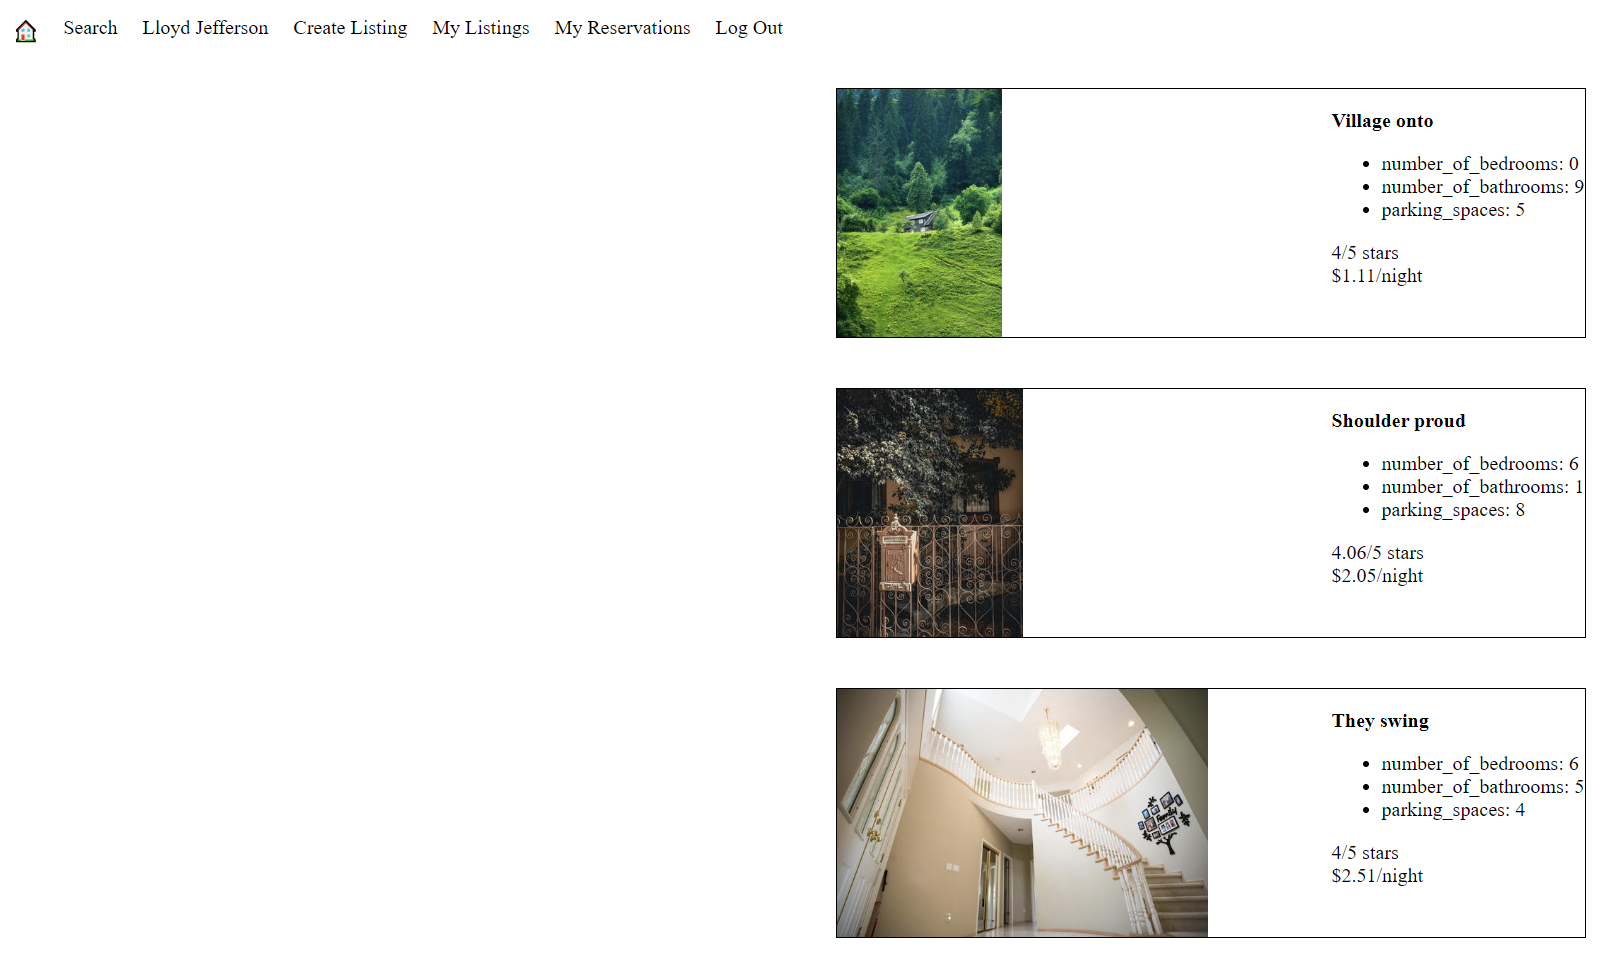 Search Lloyd Jefferson Create Listing My Listings My Reservations Log Out
Village onto
number_of_bedrooms: 0
number_of_bathrooms: 9
parking_spaces: 5
4/5 stars
$1.11/night
Shoulder proud
number_of_bedrooms: 6
number_of_bathrooms: 1
parking_spaces: 8
4.06/5 stars
$2.05/night
They swing
number_of_bedrooms: 6
number_of_bathrooms: 5
parking_spaces: 4
4/5 stars
$2.51/night
Family